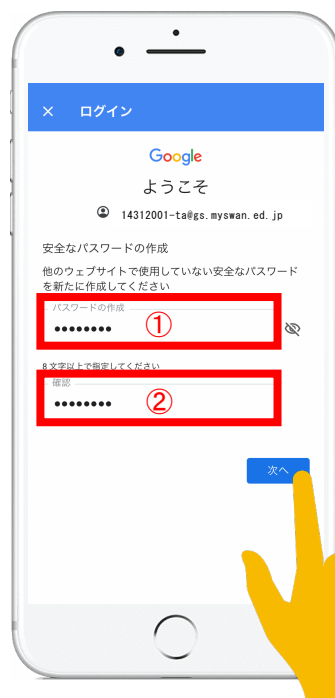 × ログイン
Google
ようこそ
14312001-ta@gs.myswan.ed.jp
安全なパスワードの作成
他のウェブサイトで使用していない安全なパスワード
を新たに作成してください
パスワードの作成
•••••••• ①
8 文字以上で指定してください
確認
•••••••• ②
次へ